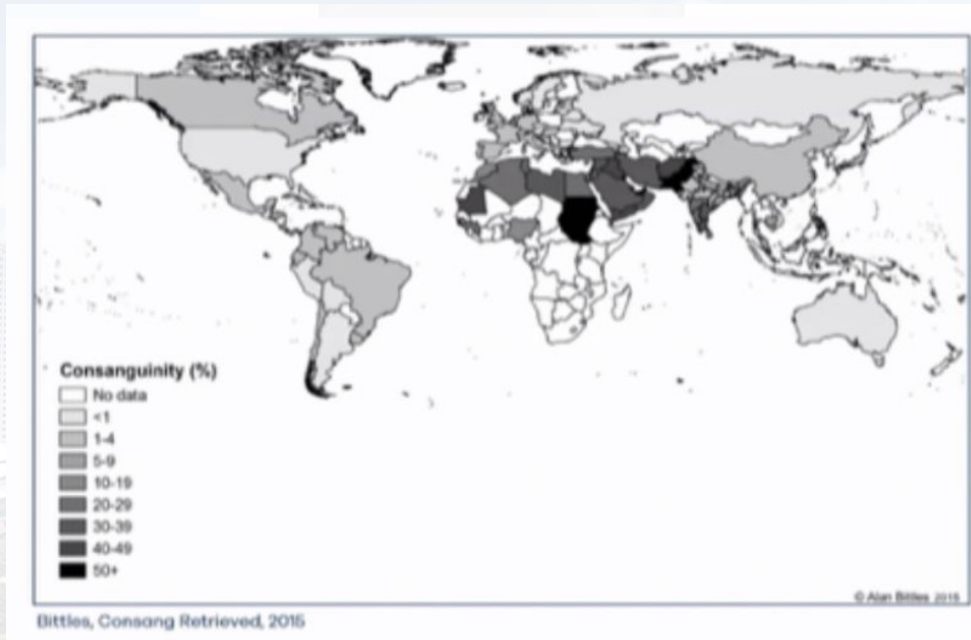 Consanguinity (%)
No data
<1
1-4
5-9
10-19
20-29
30-39
40-49
50+
© Alan Bittles 2015
Bittles, Consang Retrieved, 2015